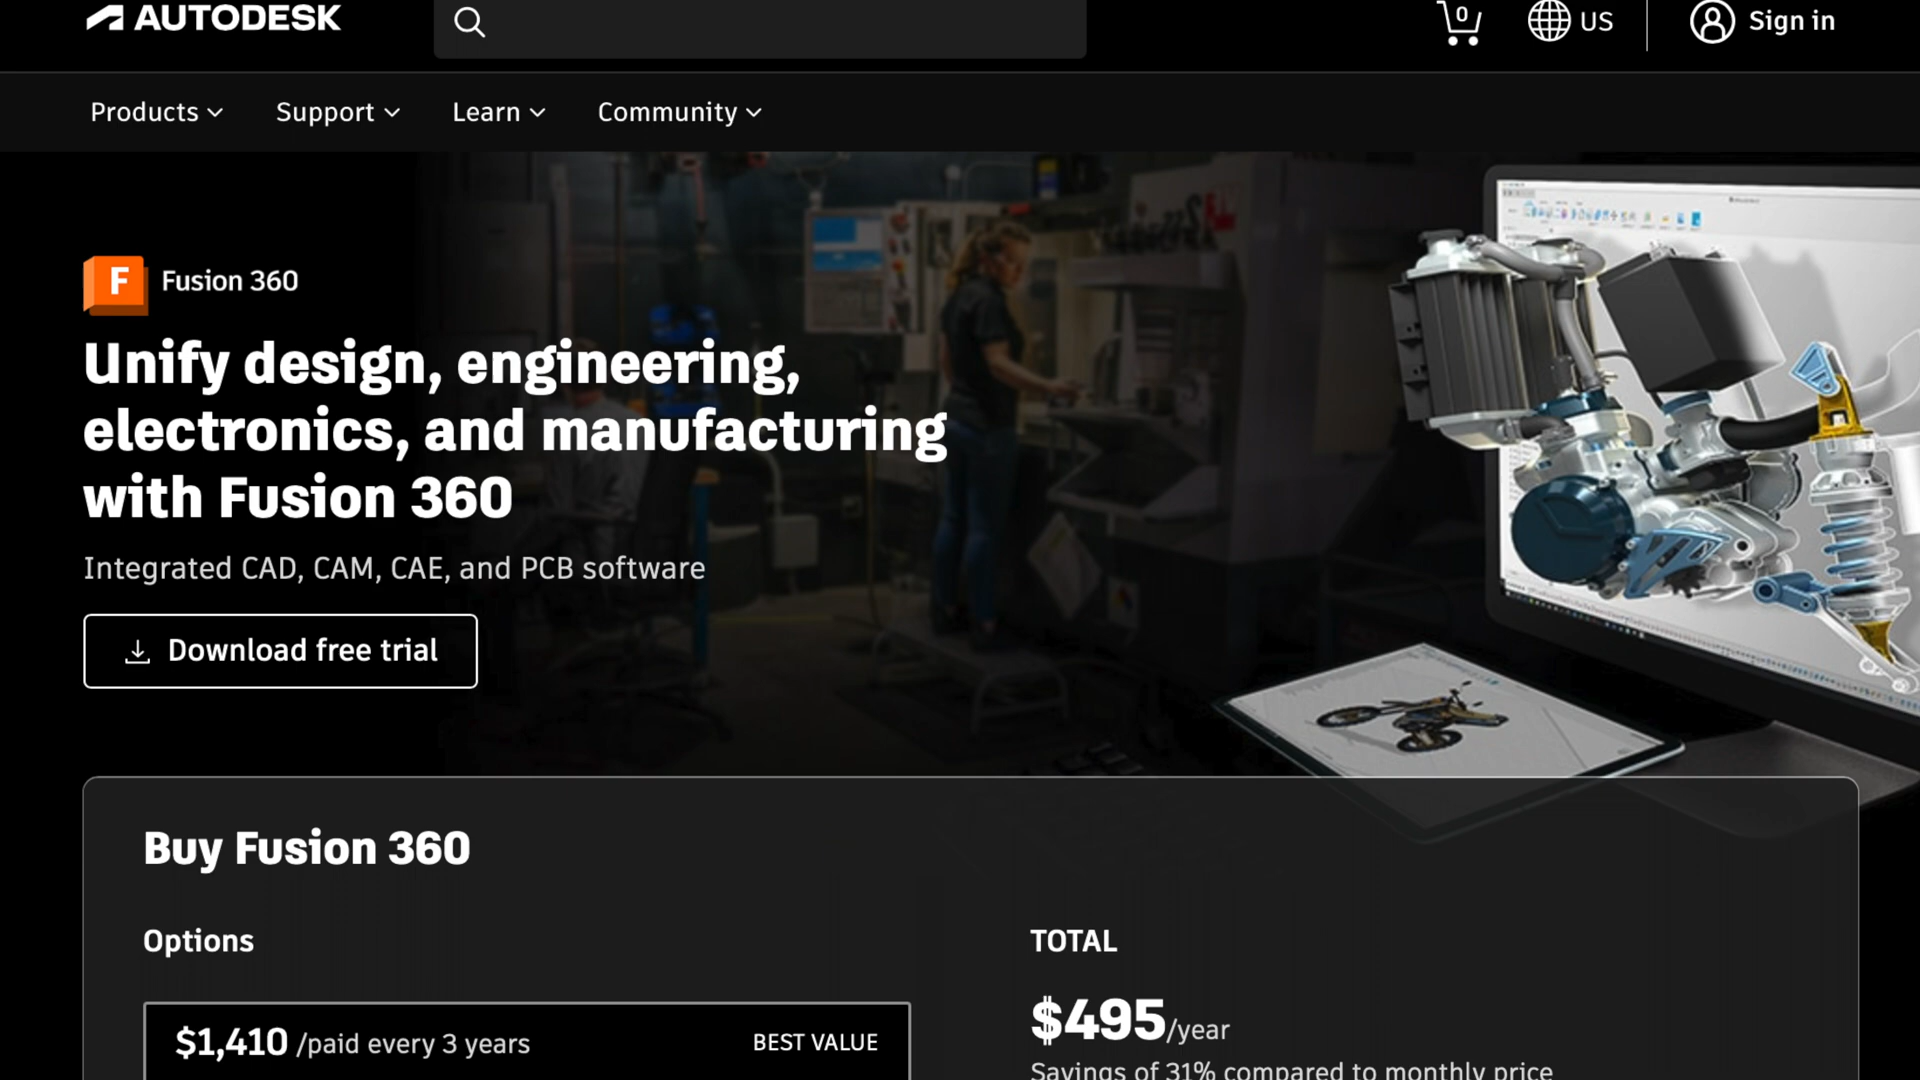 AUTODESK
0
US
Sign in
Products
Support
Learn
Community
F Fusion 360
Unify design, engineering,
electronics, and manufacturing
with Fusion 360
Integrated CAD, CAM, CAE, and PCB software
Download free trial
Buy Fusion 360
Options
TOTAL
$1,410 /paid every 3 years
BEST VALUE
$495/year
Savings of 31% compared to monthly price